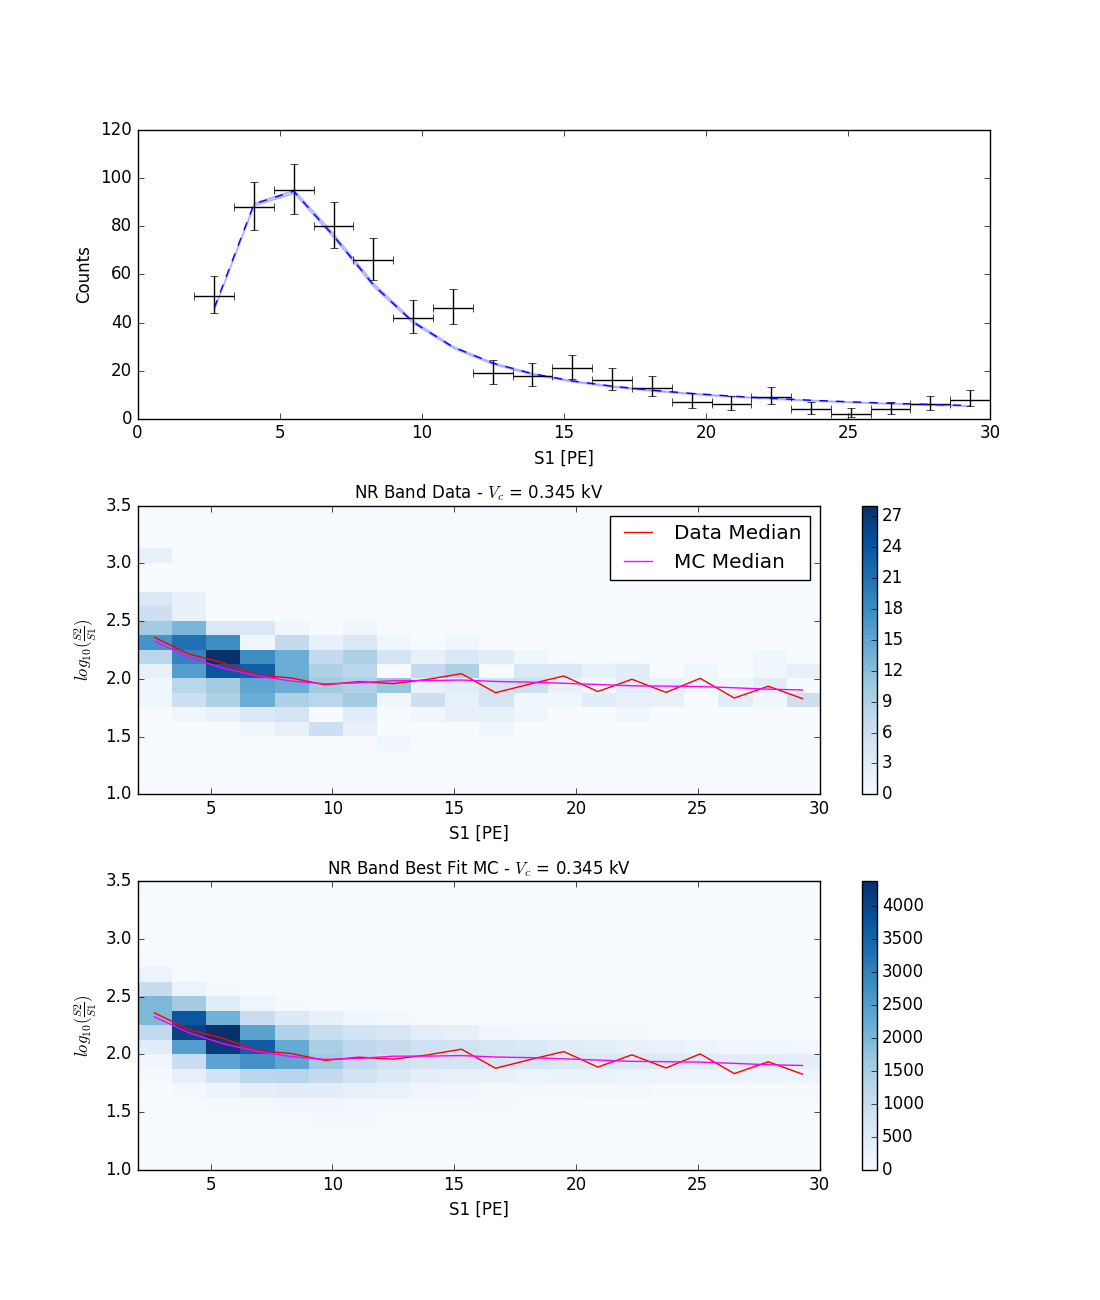 120
100
80
60
40
20
0
Counts
0 5 10 15 20 25 30
S1 [PE]
NR Band Data - V_c = 0.345 kV
3.5
3.0
2.5
2.0
1.5
1.0
log_10(S2/S1)
Data Median
MC Median
27
24
21
18
15
12
9
6
3
0
5 10 15 20 25 30
S1 [PE]
NR Band Best Fit MC - V_c = 0.345 kV
3.5
3.0
2.5
2.0
1.5
1.0
log_10(S2/S1)
4000
3500
3000
2500
2000
1500
1000
500
0
5 10 15 20 25 30
S1 [PE]